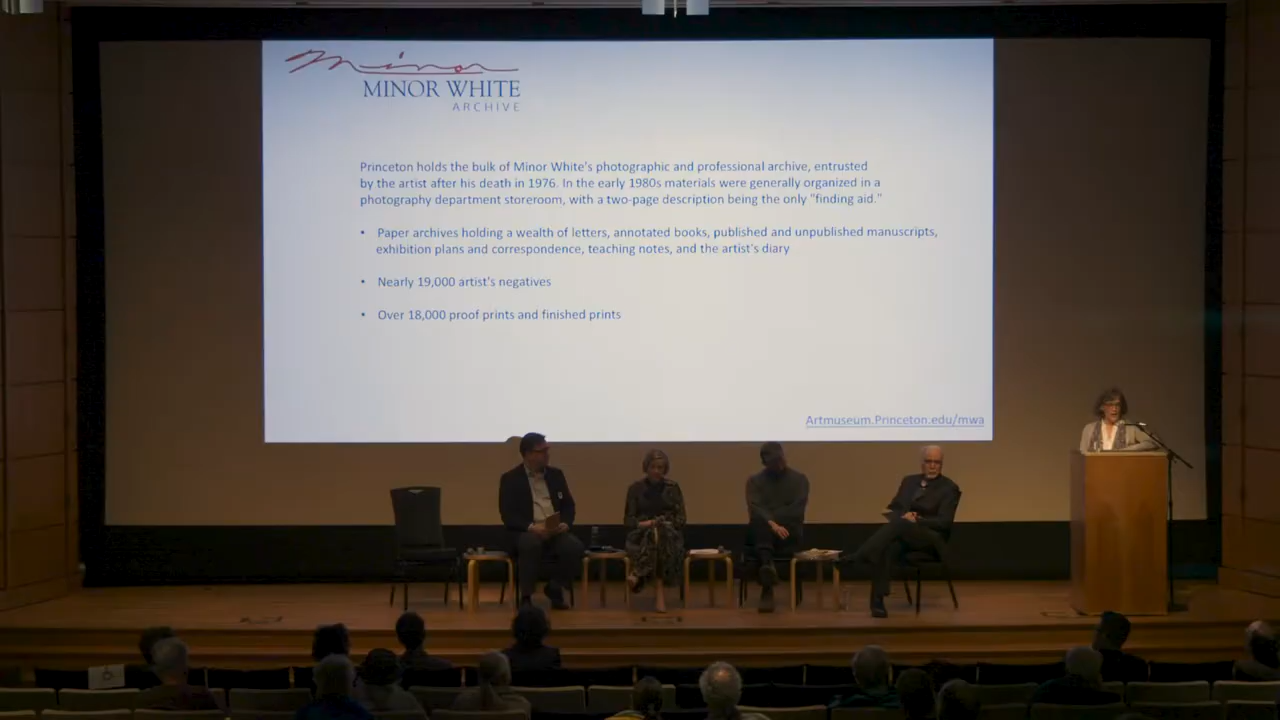 Minor
MINOR WHITE
ARCHIVE
Princeton holds the bulk of Minor White's photographic and professional archive, entrusted
by the artist after his death in 1976. In the early 1980s materials were generally organized in a
photography department storeroom, with a two-page description being the only "finding aid."
• Paper archives holding a wealth of letters, annotated books, published and unpublished manuscripts,
exhibition plans and correspondence, teaching notes, and the artist's diary
• Nearly 19,000 artist's negatives
• Over 18,000 proof prints and finished prints
Artmuseum.Princeton.edu/mwa